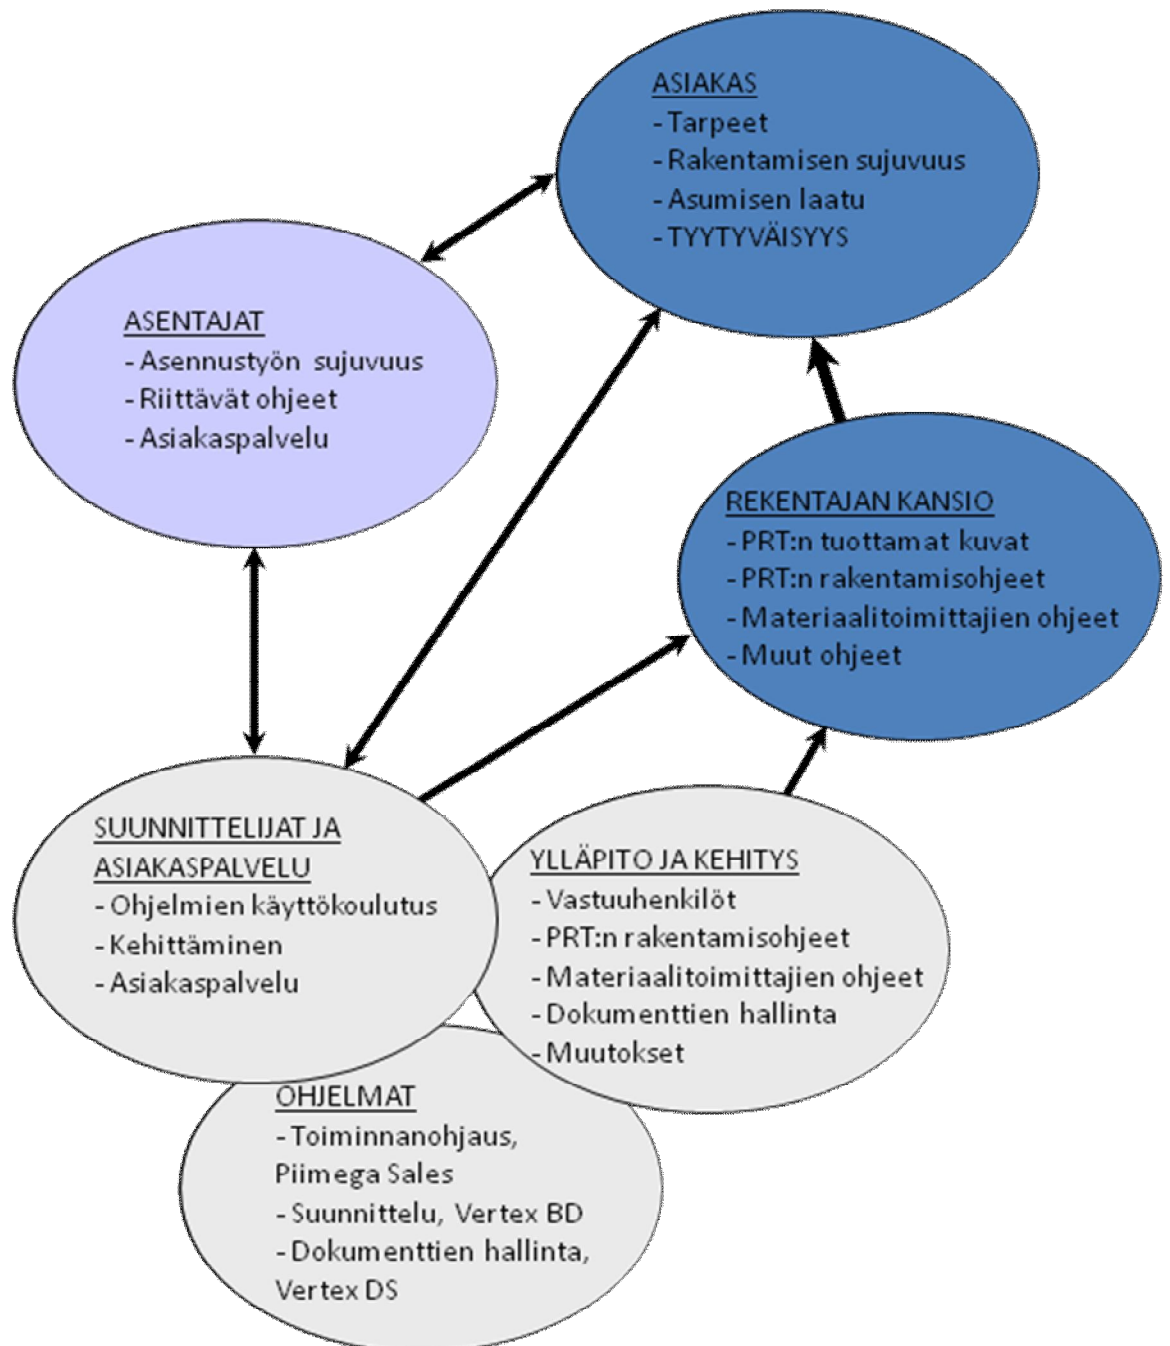 ASIAKAS
- Tarpeet
- Rakentamisen sujuvuus
- Asumisen laatu
- TYYTYVÄISYYS
ASENTAJAT
- Asennustyön sujuvuus
- Riittävät ohjeet
- Asiakaspalvelu
REKENTAJAN KANSIO
- PRT:n tuottamat kuvat
- PRT:n rakentamisohjeet
- Materiaalitoimittajien ohjeet
- Muut ohjeet
SUUNNITTELIJAT JA
ASIAKASPALVELU
- Ohjelmien käyttökoulutus
- Kehittäminen
- Asiakaspalvelu
YLLÄPITO JA KEHITYS
- Vastuuhenkilöt
- PRT:n rakentamisohjeet
- Materiaalitoimittajien ohjeet
- Dokumenttien hallinta
- Muutokset
OHJELMAT
- Toiminnanohjaus,
Piimega Sales
- Suunnittelu, Vertex BD
- Dokumenttien hallinta,
Vertex DS